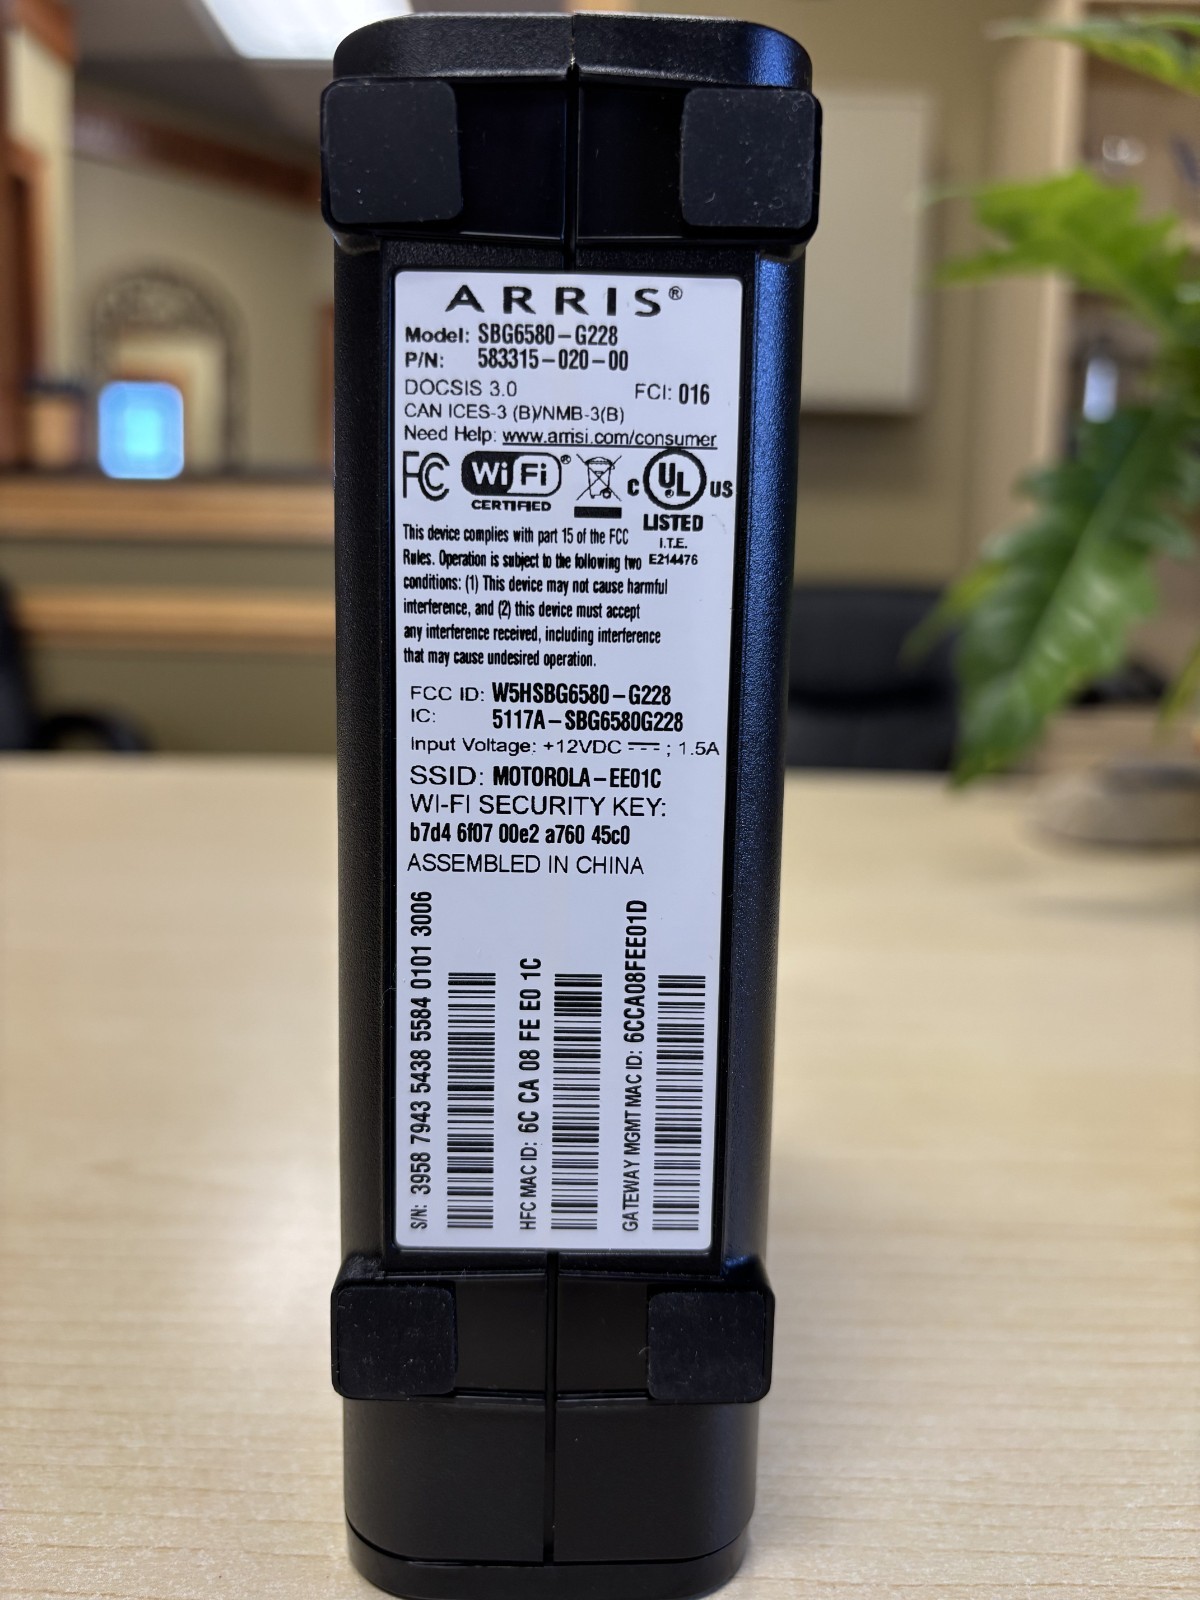 ARRIS®
Model: SBG6580-G228
P/N: 583315-020-00
DOCSIS 3.0 FCI: 016
CAN ICES-3 (B)/NMB-3(B)
Need Help: www.arrisi.com/consumer
FC Wi Fi® C UL US
CERTIFIED
LISTED
I.T.E.
E214476
This device complies with part 15 of the FCC
Rules. Operation is subject to the following two
conditions: (1) This device may not cause harmful
interference, and (2) this device must accept
any interference received, including interference
that may cause undesired operation.
FCC ID: W5HSBG6580-G228
IC: 5117A-SBG6580G228
Input Voltage: +12VDC ⎓; 1.5A
SSID: MOTOROLA-EE01C
WI-FI SECURITY KEY:
b7d4 6f07 00e2 a760 45c0
ASSEMBLED IN CHINA
S/N: 3958 7943 5438 5584 0101 3006
HFC MAC ID: 6C CA 08 FE E0 1C
GATEWAY MGMT MAC ID: 6CCA08FEE01D